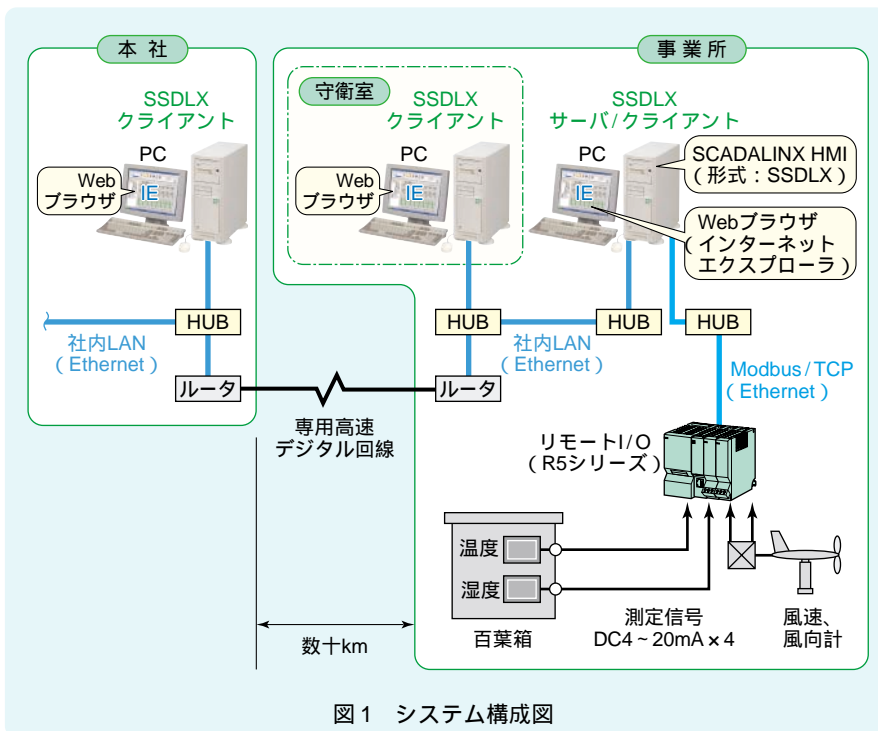 本社
事業所
守衛室
SSDLX
クライアント
SSDLX
クライアント
SSDLX
サーバ/クライアント
PC
PC
PC
Web
ブラウザ
IE
Web
ブラウザ
IE
IE
SCADALINX HMI
(形式:SSDLX)
Webブラウザ
(インターネット
エクスプローラ)
HUB
HUB
HUB
HUB
社内LAN
(Ethernet)
社内LAN
(Ethernet)
Modbus/TCP
(Ethernet)
ルータ
ルータ
専用高速
デジタル回線
リモートI/O
(R5シリーズ)
温度
湿度
百葉箱
測定信号
DC4~20mA×4
風速、
風向計
数十km
図1 システム構成図